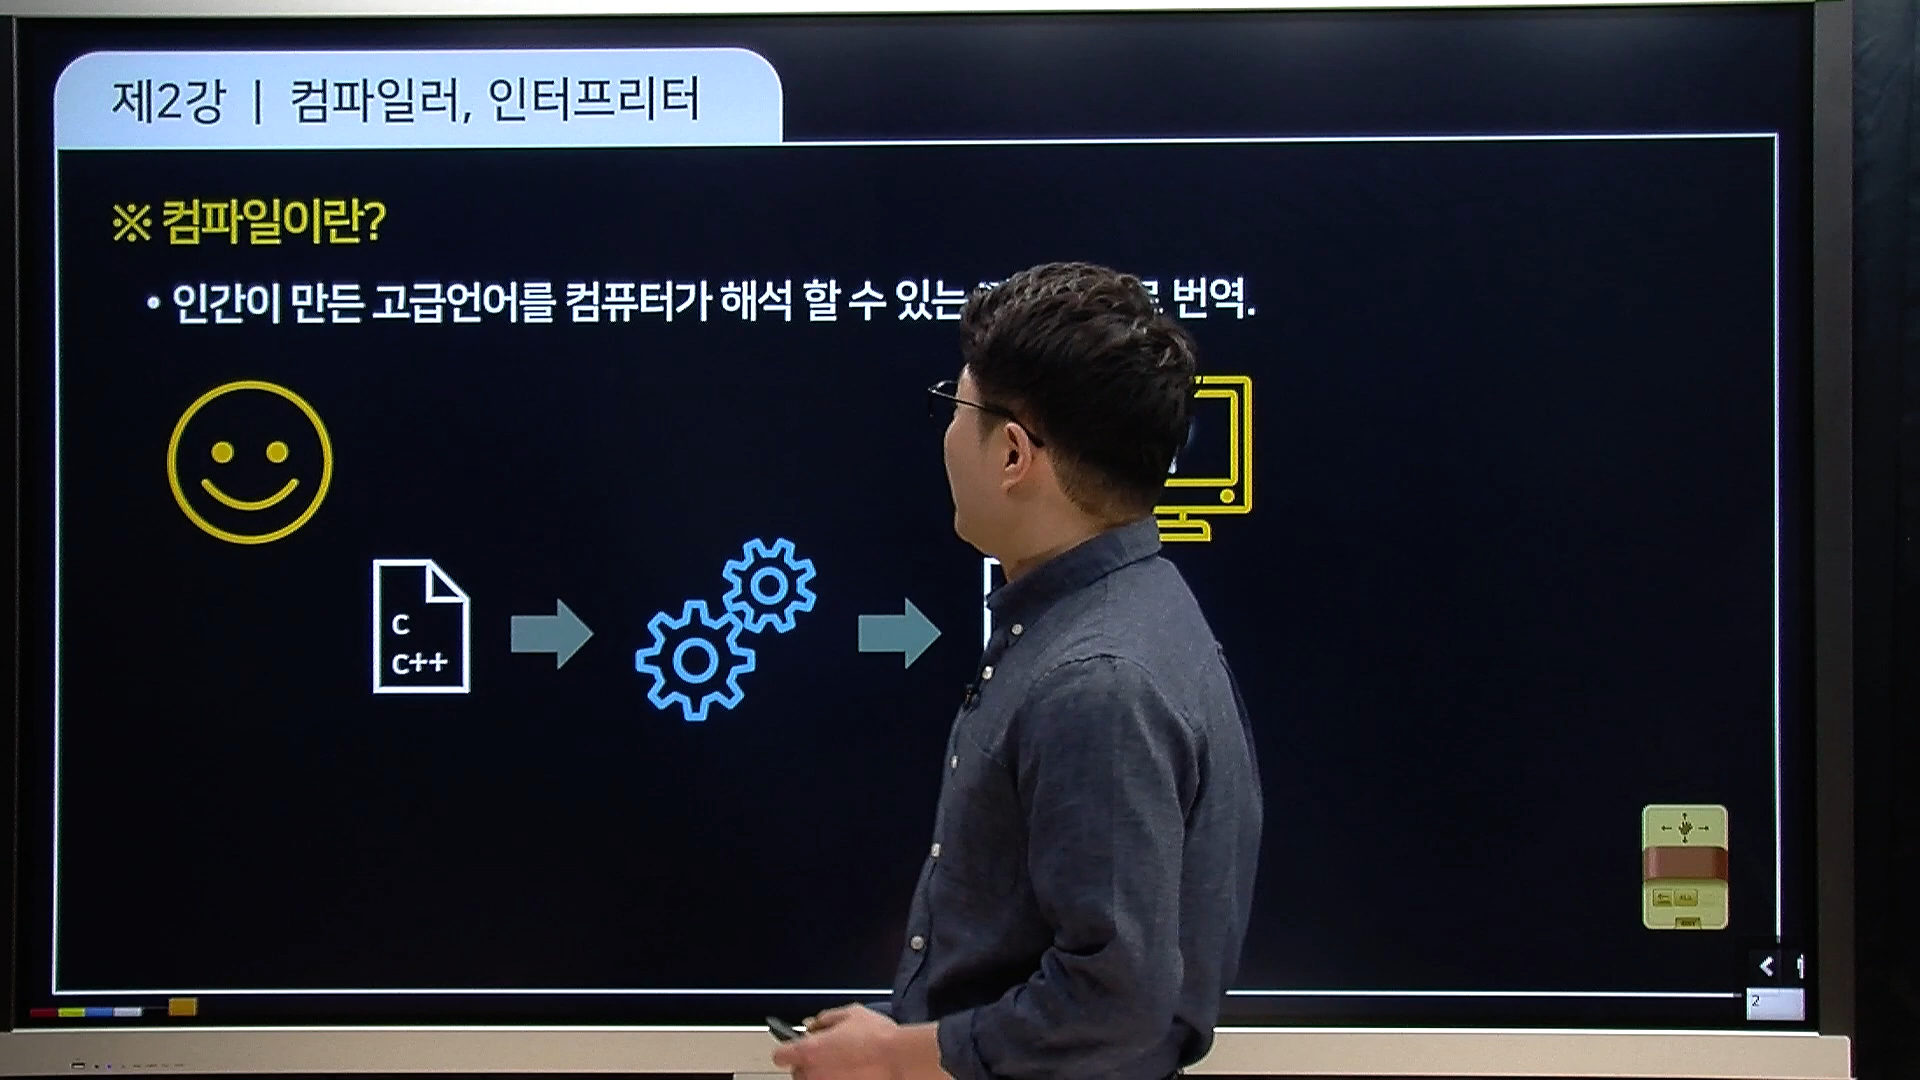 제2강 | 컴파일러, 인터프리터
※ 컴파일이란?
• 인간이 만든 고급언어를 컴퓨터가 해석 할 수 있는 번역.
C
C++
2